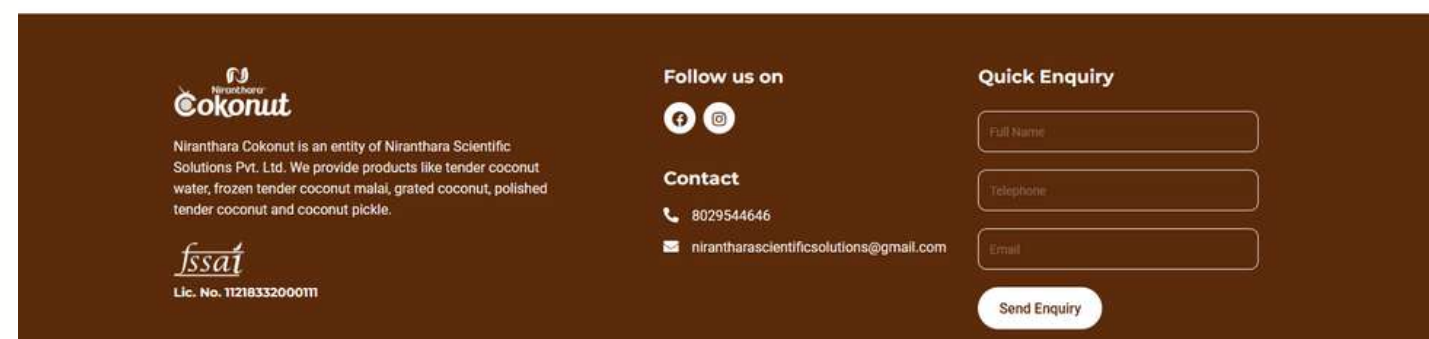 Niranthara
Cokonut
Niranthara Cokonut is an entity of Niranthara Scientific
Solutions Pvt. Ltd. We provide products like tender coconut
water, frozen tender coconut malai, grated coconut, polished
tender coconut and coconut pickle.
fssai
Lic. No. 11218332000111
Follow us on
Contact
8029544646
nirantharascientificsolutions@gmail.com
Quick Enquiry
Full Name
Telephone
Email
Send Enquiry